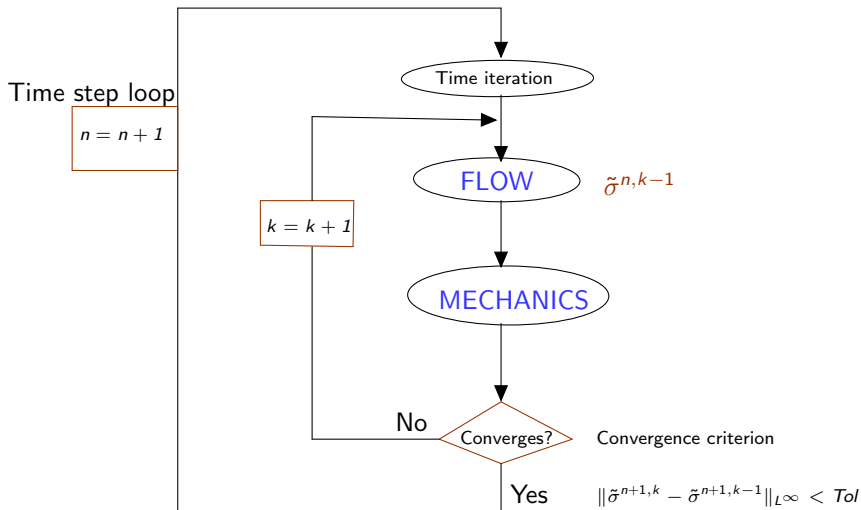 Time iteration
Time step loop
n = n + 1
FLOW
σ̃^{n,k−1}
k = k + 1
MECHANICS
No
Converges?
Convergence criterion
Yes
‖σ̃^{n+1,k} − σ̃^{n+1,k−1}‖_{L^∞} < Tol